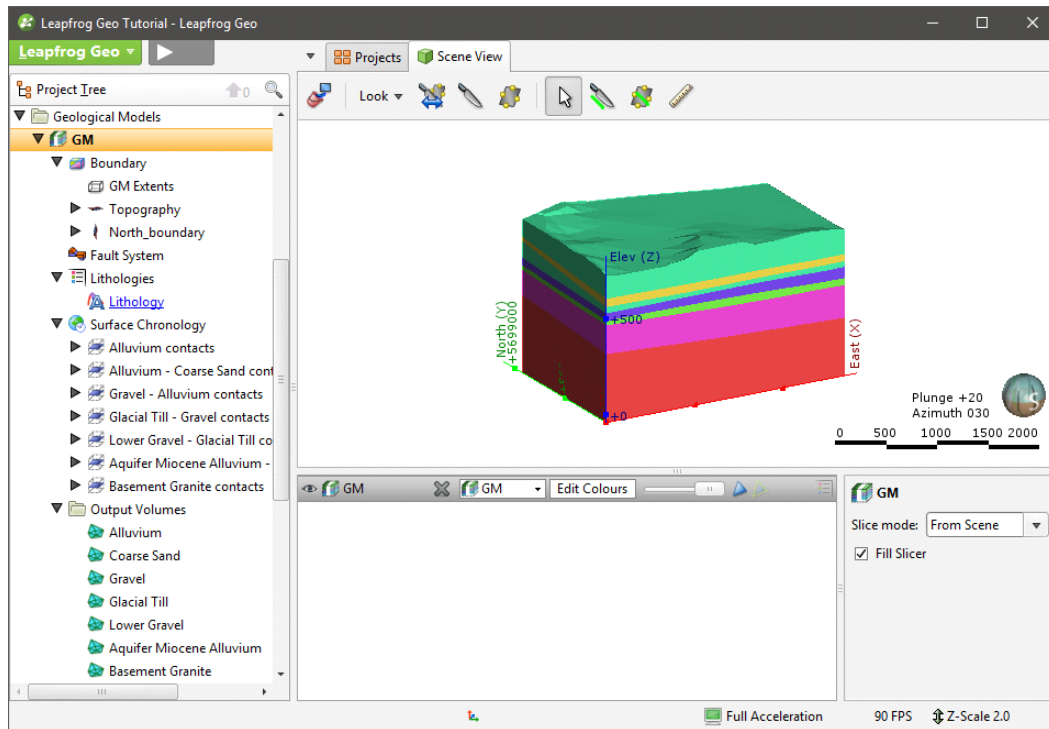 Leapfrog Geo Tutorial - Leapfrog Geo
Leapfrog Geo
Projects
Scene View
Project Tree
0
Look
Geological Models
GM
Boundary
GM Extents
Topography
North_boundary
Fault System
Lithologies
Lithology
Surface Chronology
Alluvium contacts
Alluvium - Coarse Sand cont
Gravel - Alluvium contacts
Glacial Till - Gravel contacts
Lower Gravel - Glacial Till co
Aquifer Miocene Alluvium -
Basement Granite contacts
Output Volumes
Alluvium
Coarse Sand
Gravel
Glacial Till
Lower Gravel
Aquifer Miocene Alluvium
Basement Granite
Elev (Z)
+500
+0
North (Y)
+5699000
East (X)
Plunge +20
Azimuth 030
0 500 1000 1500 2000
GM
GM
Edit Colours
GM
Slice mode: From Scene
Fill Slicer
Full Acceleration
90 FPS
Z-Scale 2.0